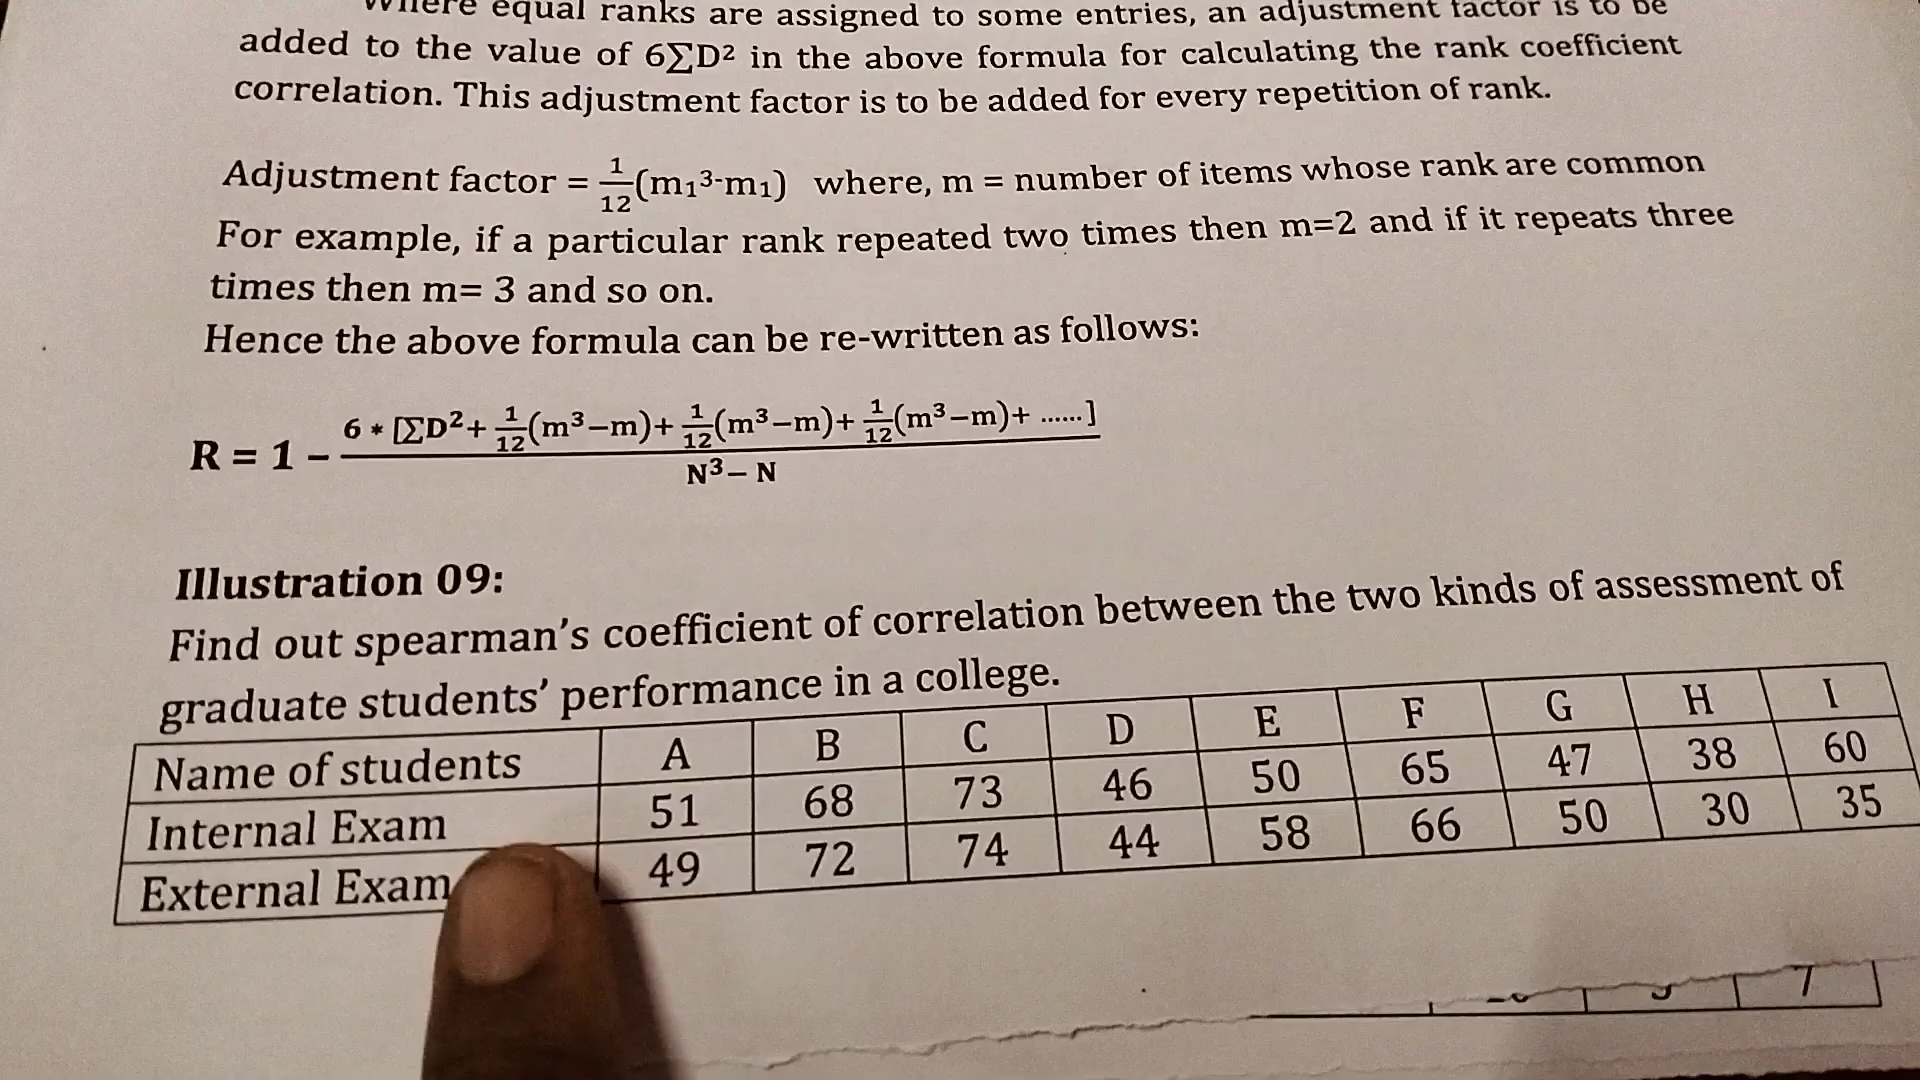 Where equal ranks are assigned to some entries, an adjustment factor is to be
added to the value of 6∑D² in the above formula for calculating the rank coefficient
correlation. This adjustment factor is to be added for every repetition of rank.
Adjustment factor = 1/12 (m₁³-m₁) where, m = number of items whose rank are common
For example, if a particular rank repeated two times then m=2 and if it repeats three
times then m= 3 and so on.
Hence the above formula can be re-written as follows:
R = 1 – 6 * [∑D²+ 1/12 (m³–m)+ 1/12 (m³–m)+ 1/12 (m³–m)+ ......] / N³– N
Illustration 09:
Find out spearman's coefficient of correlation between the two kinds of assessment of
graduate students' performance in a college.
Name of students A B C D E F G H I
Internal Exam 51 68 73 46 50 65 47 38 60
External Exam 49 72 74 44 58 66 50 30 35
7